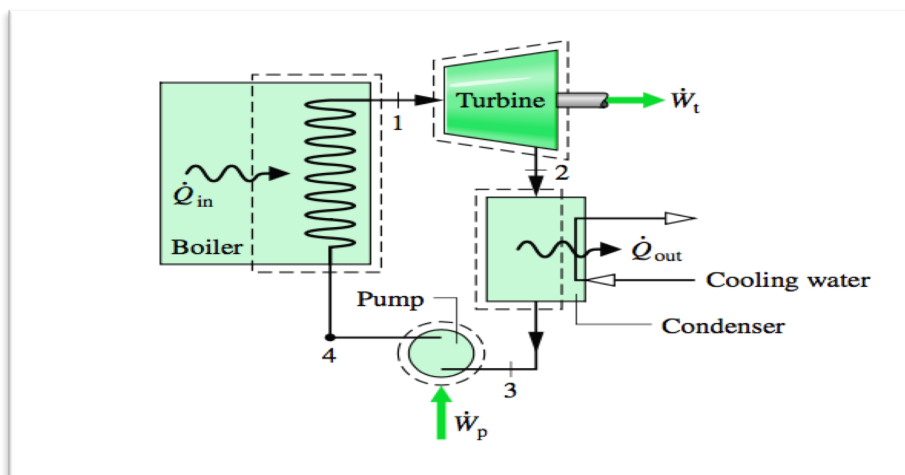 Turbine
Ẇt
1
2
Q̇in
Boiler
Q̇out
Cooling water
Pump
Condenser
4
3
Ẇp